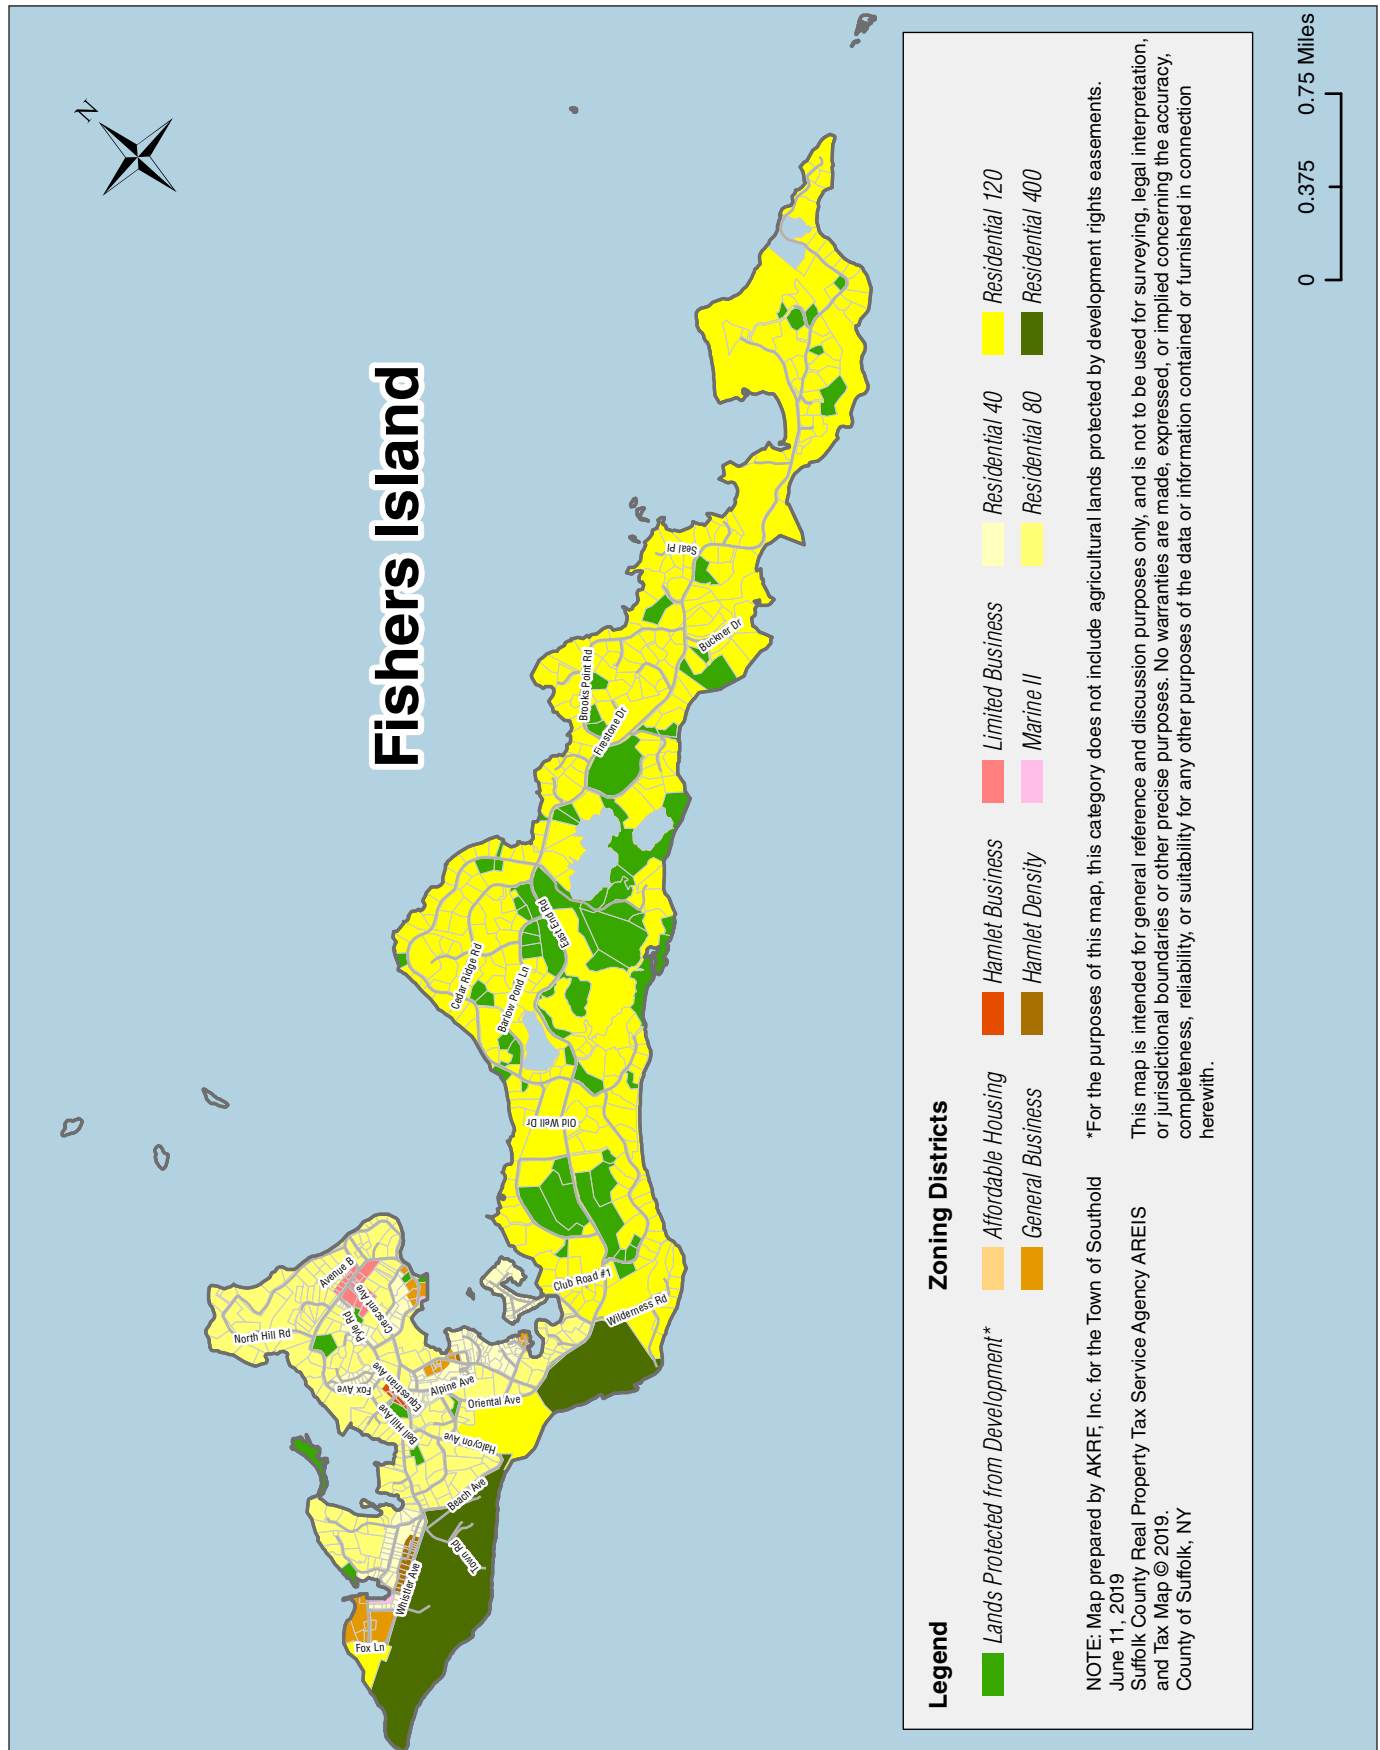 Fishers Island
N
Fox Ln
Whistler Ave
Town Rd
Beach Ave
Halcyon Ave
Bell Hill Ave
Equestrian Ave
Fox Ave
North Hill Rd
Pyle Rd
Crescent Ave
Avenue B
Alpine Ave
Oriental Ave
Wilderness Rd
Club Road #1
Old Well Dr
Barlow Pond Ln
Cedar Ridge Rd
East End Rd
Firestone Dr
Brooks Point Rd
Buckner Dr
Seal Pl
Legend
Lands Protected from Development*
Zoning Districts
Affordable Housing
General Business
Hamlet Business
Hamlet Density
Limited Business
Marine II
Residential 40
Residential 80
Residential 120
Residential 400
NOTE: Map prepared by AKRF, Inc. for the Town of Southold
June 11, 2019
Suffolk County Real Property Tax Service Agency AREIS
and Tax Map © 2019.
County of Suffolk, NY
*For the purposes of this map, this category does not include agricultural lands protected by development rights easements.
This map is intended for general reference and discussion purposes only, and is not to be used for surveying, legal interpretation,
or jurisdictional boundaries or other precise purposes. No warranties are made, expressed, or implied concerning the accuracy,
completeness, reliability, or suitability for any other purposes of the data or information contained or furnished in connection
herewith.
0 0.375 0.75 Miles